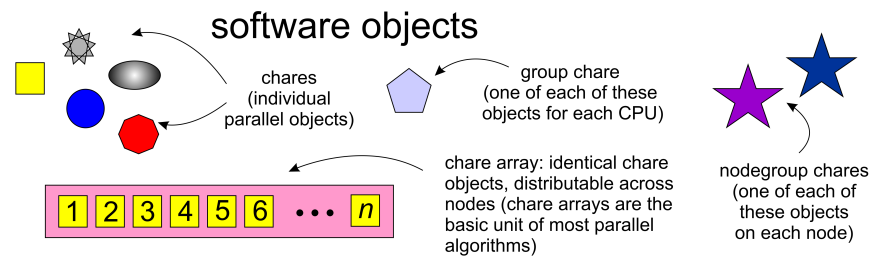 software objects
chares
(individual
parallel objects)
group chare
(one of each of these
objects for each CPU)
nodegroup chares
(one of each of
these objects
on each node)
chare array: identical chare
objects, distributable across
nodes (chare arrays are the
basic unit of most parallel
algorithms)
1 2 3 4 5 6 ••• n